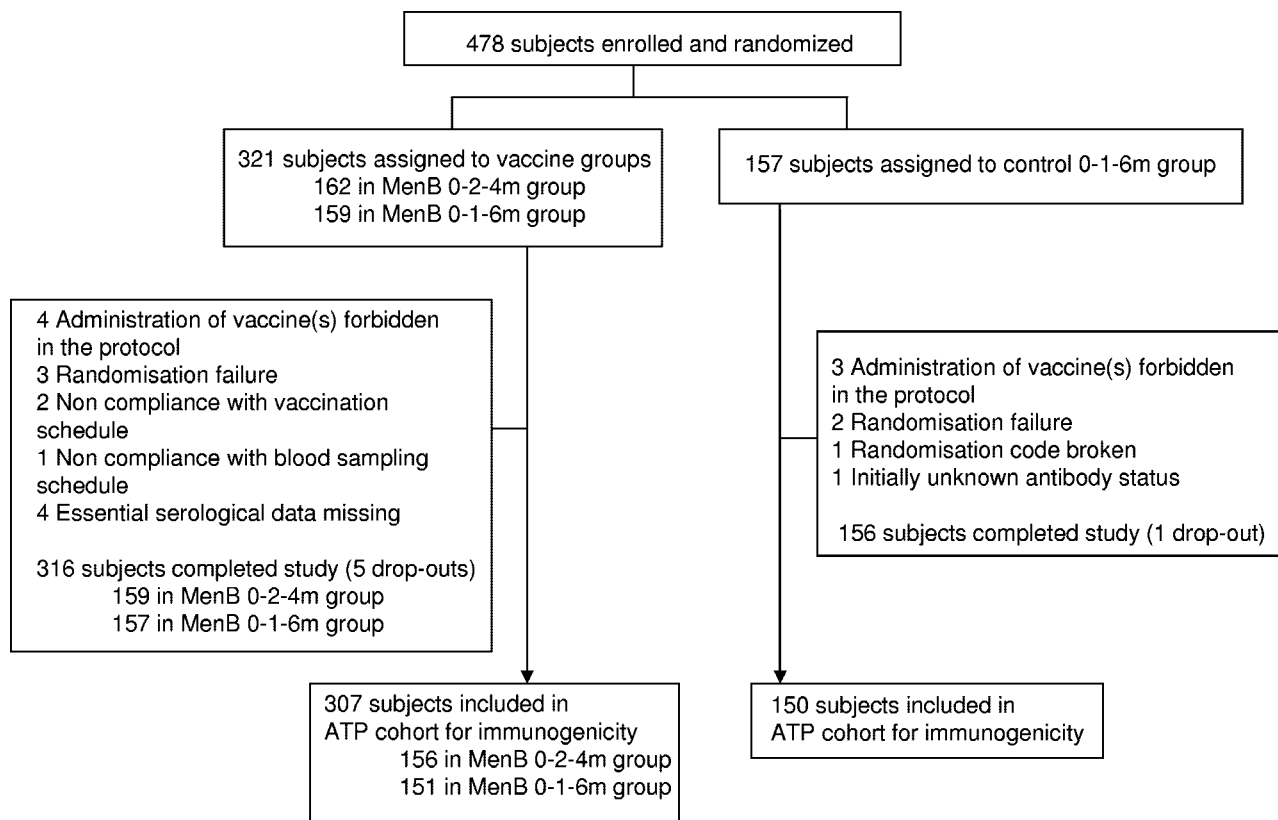 478 subjects enrolled and randomized
321 subjects assigned to vaccine groups
162 in MenB 0-2-4m group
159 in MenB 0-1-6m group
157 subjects assigned to control 0-1-6m group
4 Administration of vaccine(s) forbidden
in the protocol
3 Randomisation failure
2 Non compliance with vaccination
schedule
1 Non compliance with blood sampling
schedule
4 Essential serological data missing
316 subjects completed study (5 drop-outs)
159 in MenB 0-2-4m group
157 in MenB 0-1-6m group
3 Administration of vaccine(s) forbidden
in the protocol
2 Randomisation failure
1 Randomisation code broken
1 Initially unknown antibody status
156 subjects completed study (1 drop-out)
307 subjects included in
ATP cohort for immunogenicity
156 in MenB 0-2-4m group
151 in MenB 0-1-6m group
150 subjects included in
ATP cohort for immunogenicity